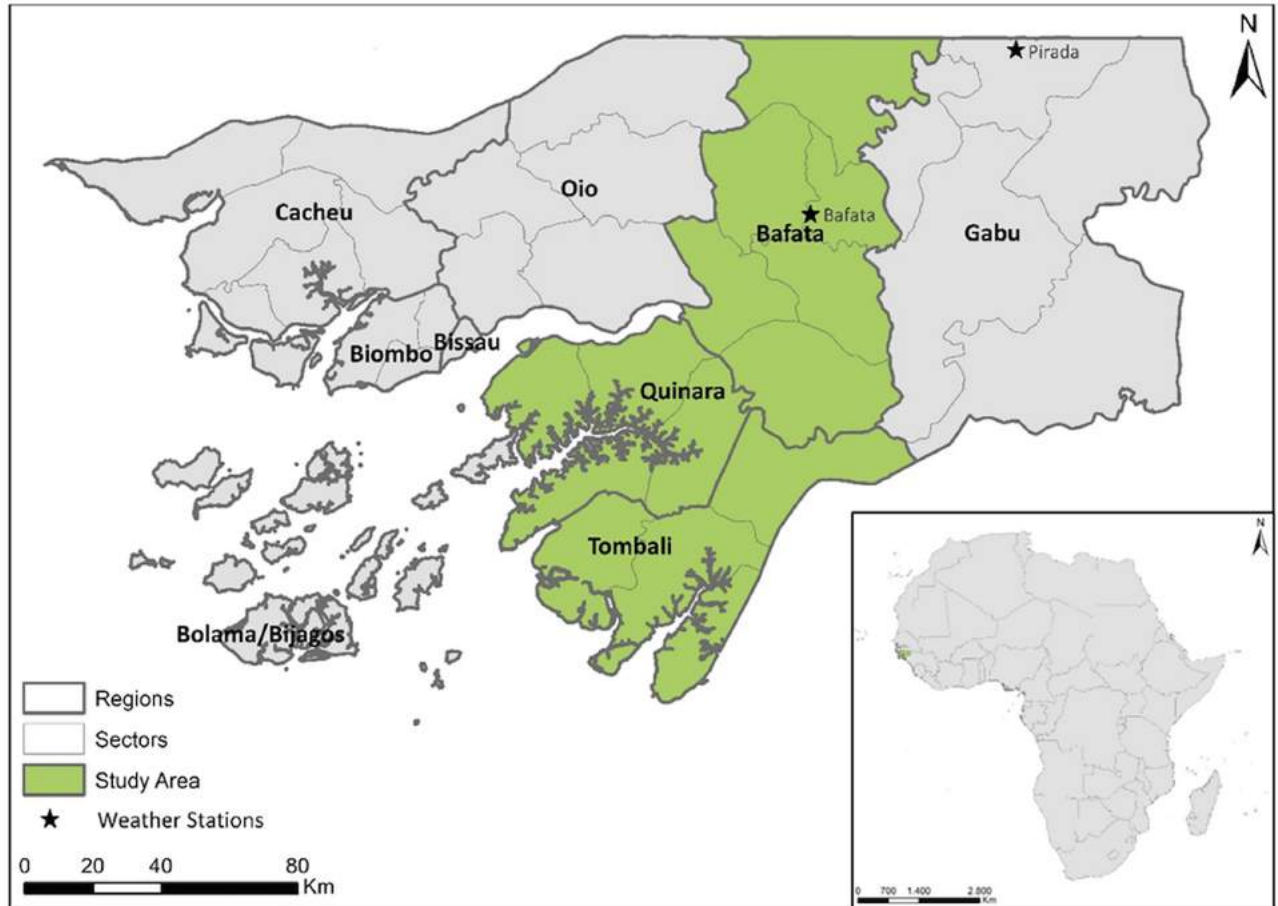 N
Pirada
Oio
Cacheu
Bafata
Bafata
Gabu
Bissau
Biombo
Quinara
Tombali
Bolama/Bijagos
Regions
Sectors
Study Area
Weather Stations
0 20 40 80
Km
N
0 700 1.400 2.800
Km